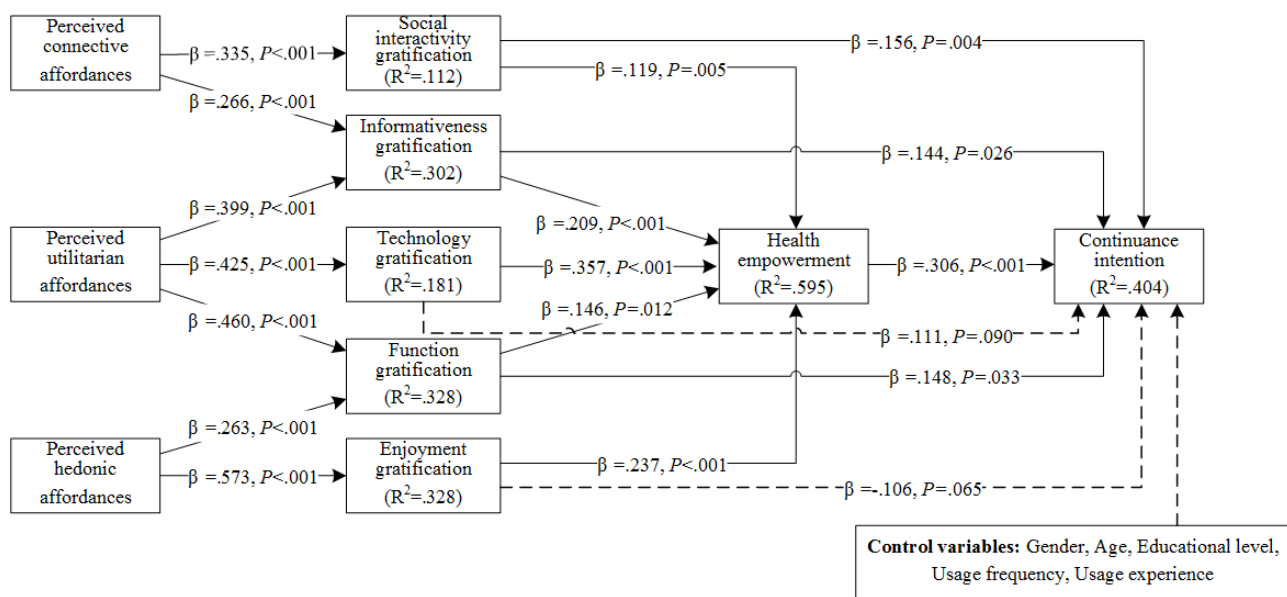 Perceived
connective
affordances
β =.335, P<.001
β =.266, P<.001
Social
interactivity
gratification
(R²=.112)
β =.156, P=.004
β =.119, P=.005
Informativeness
gratification
(R²=.302)
β =.144, P=.026
β =.399, P<.001
β =.209, P<.001
Perceived
utilitarian
affordances
β =.425, P<.001
β =.460, P<.001
Technology
gratification
(R²=.181)
β =.357, P<.001
β =.146, P=.012
Health
empowerment
(R²=.595)
β =.306, P<.001
Continuance
intention
(R²=.404)
β =.111, P=.090
Function
gratification
(R²=.328)
β =.148, P=.033
β =.263, P<.001
Perceived
hedonic
affordances
β =.573, P<.001
Enjoyment
gratification
(R²=.328)
β =.237, P<.001
β =-.106, P=.065
Control variables: Gender, Age, Educational level,
Usage frequency, Usage experience